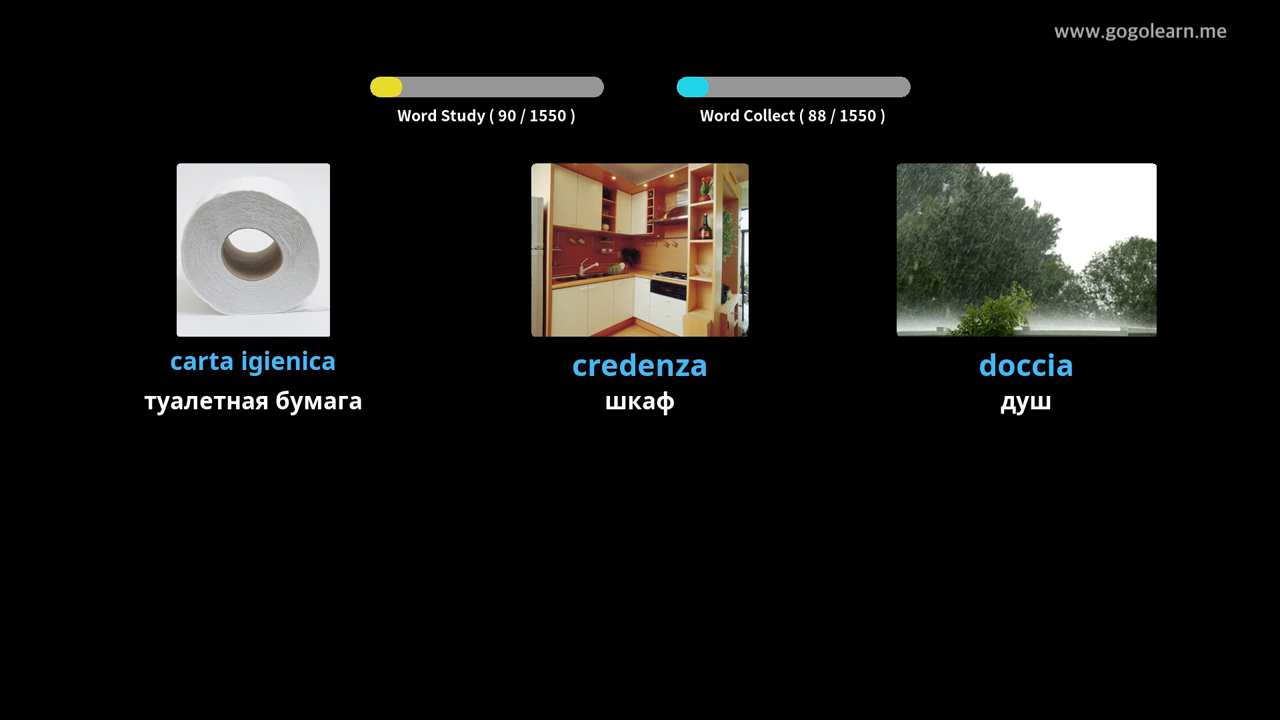 www.gogolearn.me
Word Study ( 90 / 1550 )
Word Collect ( 88 / 1550 )
carta igienica
credenza
doccia
туалетная бумага
шкаф
душ